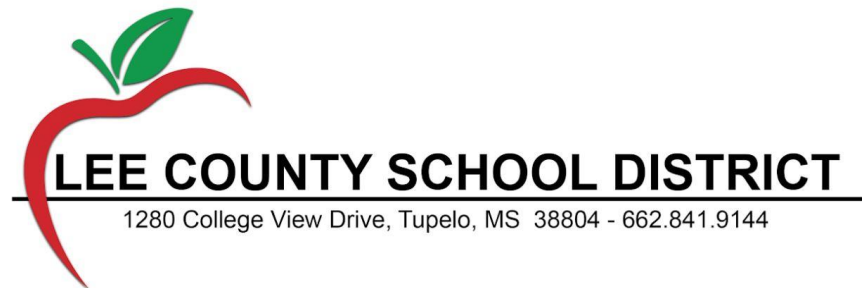 LEE COUNTY SCHOOL DISTRICT
1280 College View Drive, Tupelo, MS  38804 - 662.841.9144